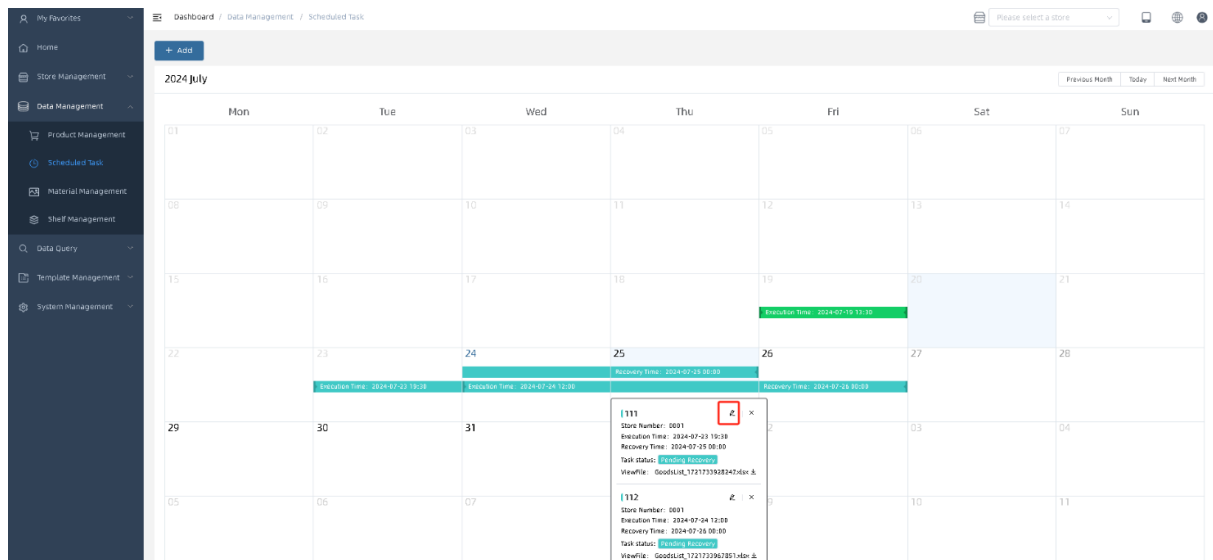 My Favorites
Dashboard / Data Management / Scheduled Task
Please select a store
Home
+ Add
Store Management
2024 July
Previous Month Today Next Month
Data Management
Mon Tue Wed Thu Fri Sat Sun
Product Management
01 02 03 04 05 06 07
Scheduled Task
Material Management
08 09 10 11 12 13 14
Shelf Management
Data Query
Template Management
15 16 17 18 19 20 21
System Management
Execution Time: 2024-07-19 13:30
22 23 24 25 26 27 28
Recovery Time: 2024-07-25 00:00
Execution Time: 2024-07-23 19:30 Execution Time: 2024-07-24 12:00 Recovery Time: 2024-07-26 00:00
29 30 31 2 03 04
111
Store Number: 0001
Execution Time: 2024-07-23 19:30
Recovery Time: 2024-07-25 00:00
Task status: Pending Recovery
ViewFile: GoodsList_1721733928247.xlsx
05 06 07 9 10 11
112
Store Number: 0001
Execution Time: 2024-07-24 12:00
Recovery Time: 2024-07-26 00:00
Task status: Pending Recovery
ViewFile: GoodsList_1721733967851.xlsx